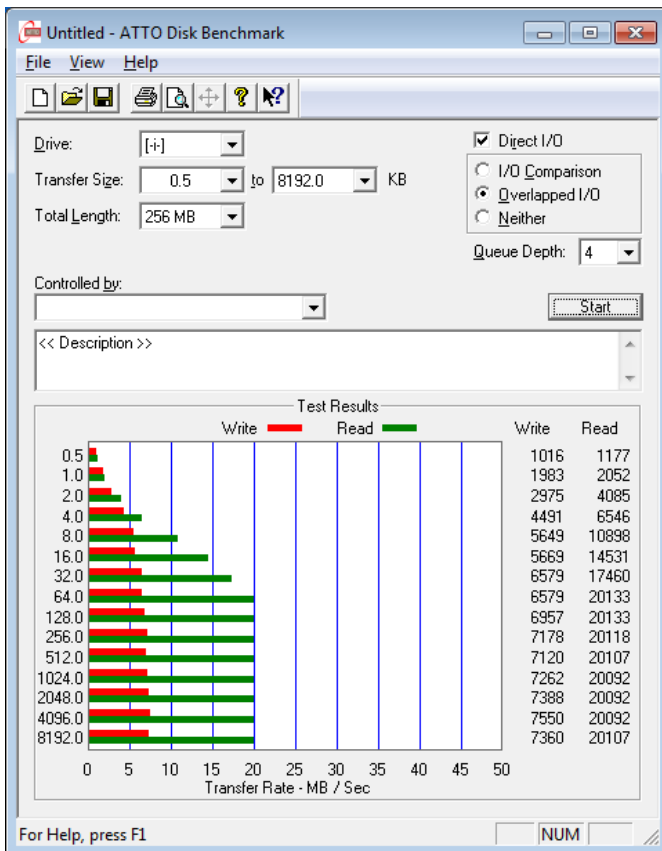 Untitled - ATTO Disk Benchmark
File View Help
Drive: [-i-] Direct I/O
Transfer Size: 0.5 to 8192.0 KB I/O Comparison
Overlapped I/O
Total Length: 256 MB Neither
Queue Depth: 4
Controlled by:
Start
<< Description >>
Test Results
Write Read Write Read
0.5 1016 1177
1.0 1983 2052
2.0 2975 4085
4.0 4491 6546
8.0 5649 10898
16.0 5669 14531
32.0 6579 17460
64.0 6579 20133
128.0 6957 20133
256.0 7178 20118
512.0 7120 20107
1024.0 7262 20092
2048.0 7388 20092
4096.0 7550 20092
8192.0 7360 20107
0 5 10 15 20 25 30 35 40 45 50
Transfer Rate - MB / Sec
For Help, press F1 NUM